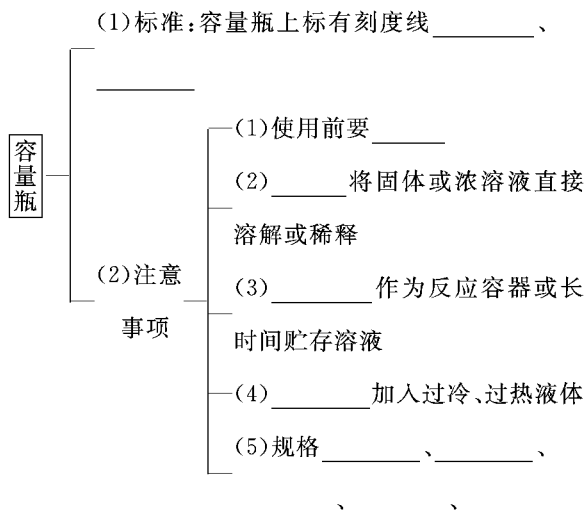 (1)标准:容量瓶上标有刻度线________、
________
容量瓶
(1)使用前要______
(2)______将固体或浓溶液直接
溶解或稀释
(2)注意
事项
(3)________作为反应容器或长
时间贮存溶液
(4)________加入过冷、过热液体
(5)规格________、________、
、 、